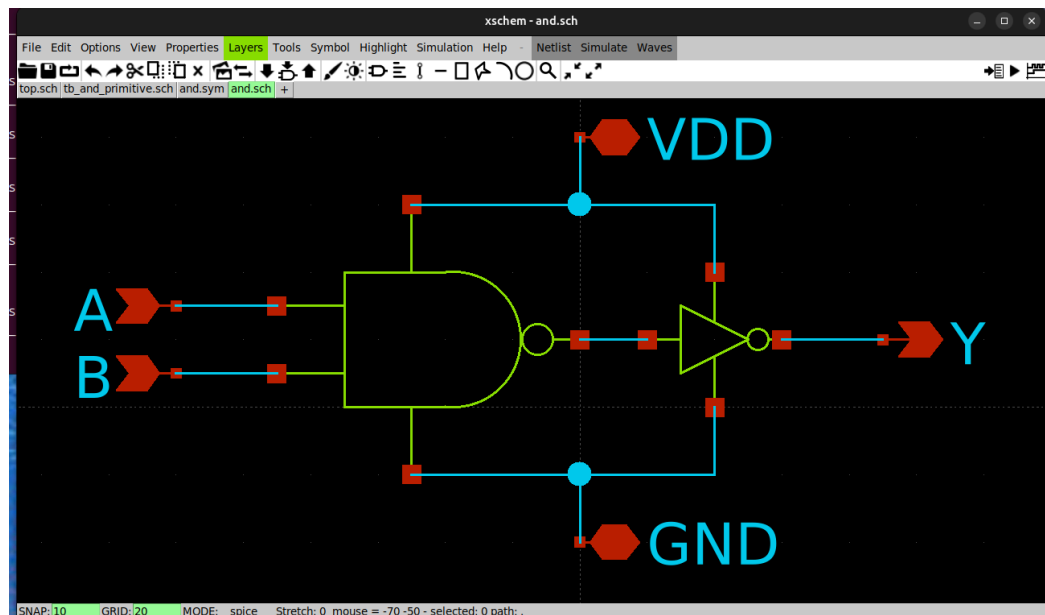 xschem - and.sch
File Edit Options View Properties Layers Tools Symbol Highlight Simulation Help - Netlist Simulate Waves
top.sch tb_and_primitive.sch and.sym and.sch +
VDD
A
B
Y
GND
SNAP: 10 GRID: 20 MODE: spice Stretch: 0 mouse = -70 -50 - selected: 0 path: .